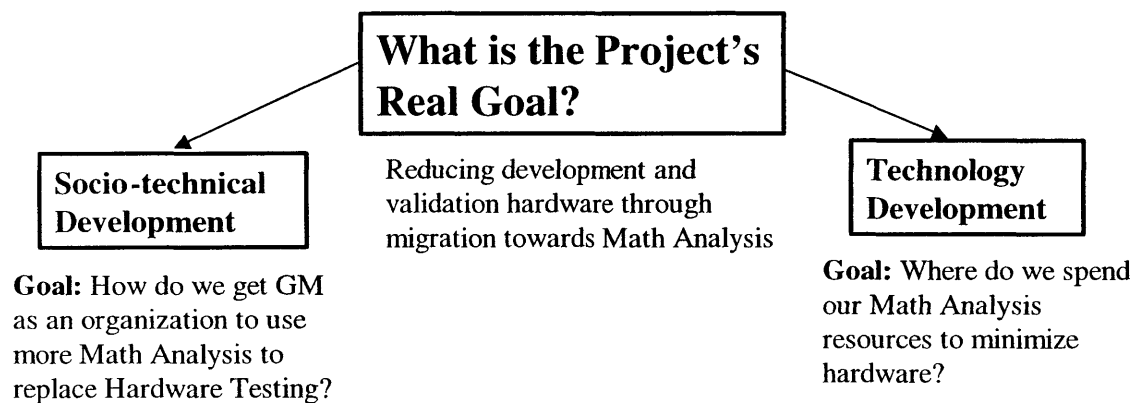 What is the Project's
Real Goal?
Reducing development and
validation hardware through
migration towards Math Analysis
Socio-technical
Development
Goal: How do we get GM
as an organization to use
more Math Analysis to
replace Hardware Testing?
Technology
Development
Goal: Where do we spend
our Math Analysis
resources to minimize
hardware?